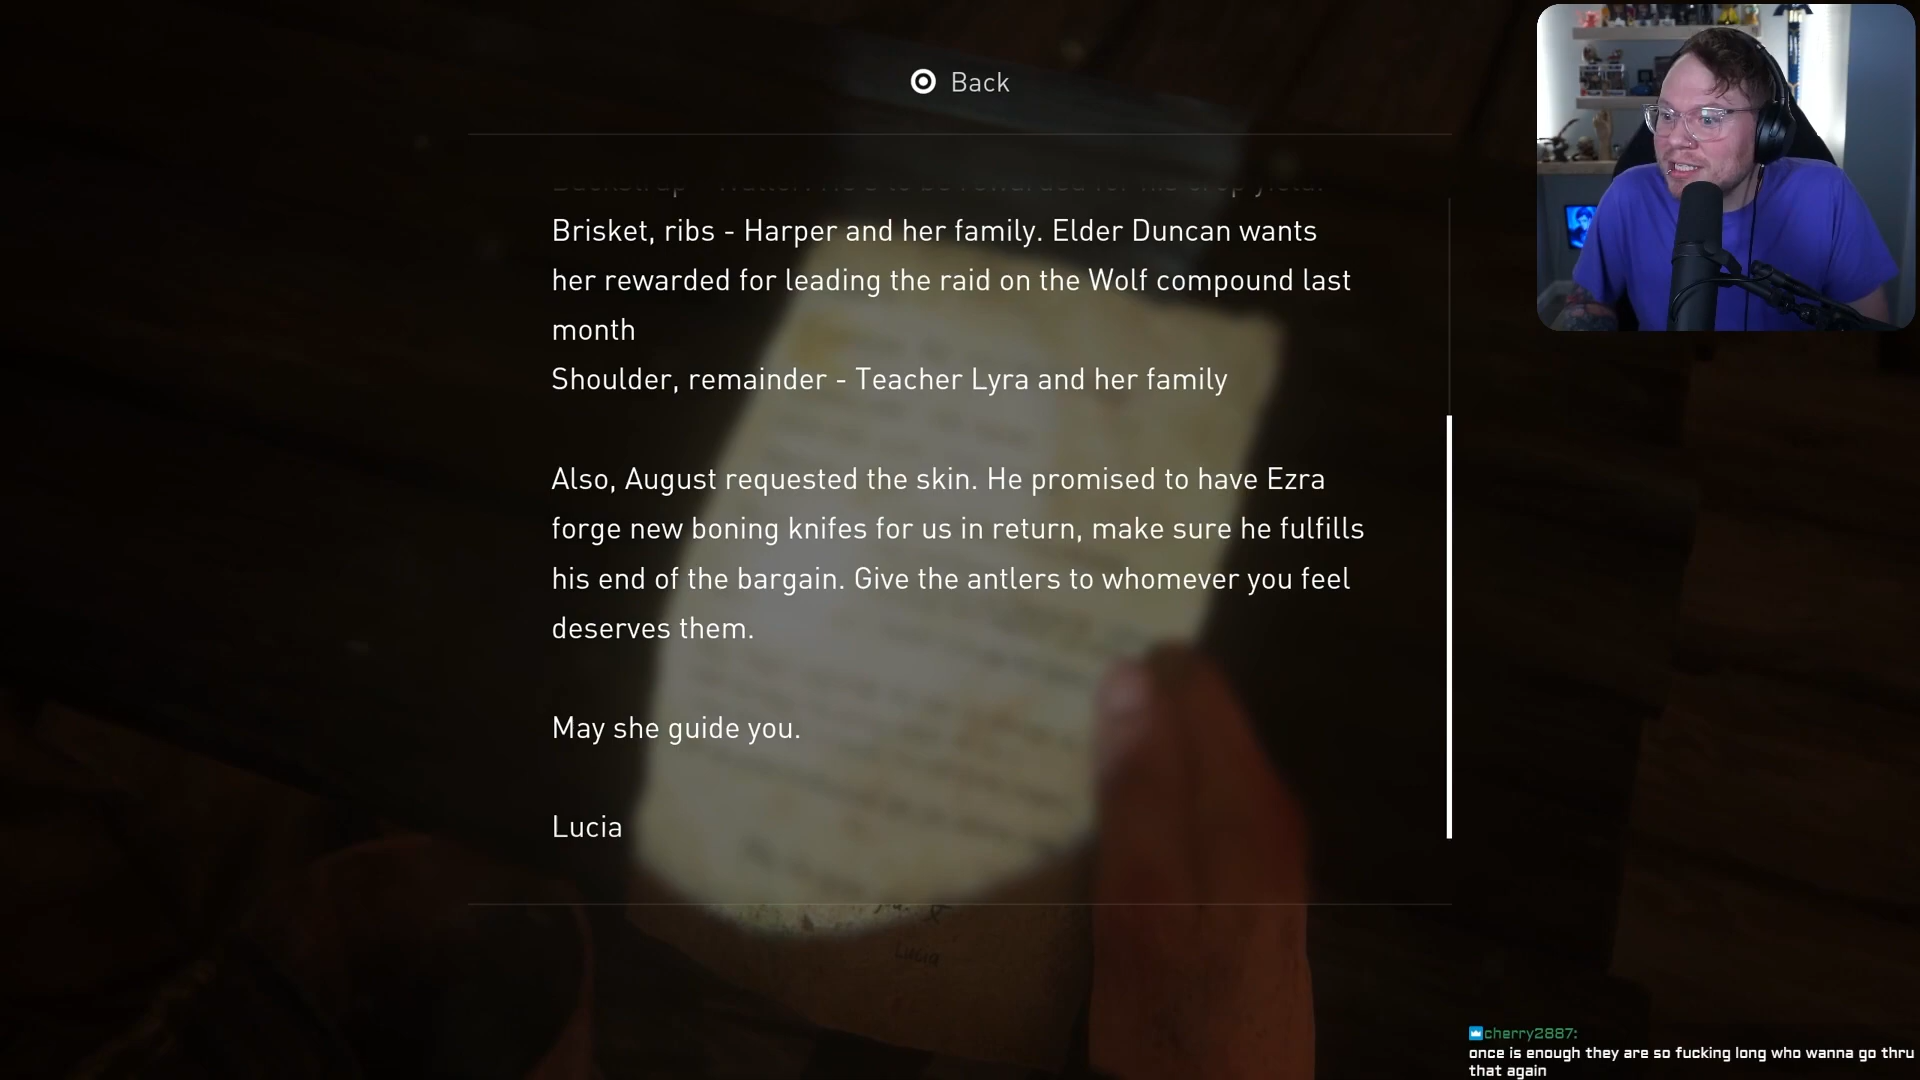 Back
Brisket, ribs - Harper and her family. Elder Duncan wants
her rewarded for leading the raid on the Wolf compound last
month
Shoulder, remainder - Teacher Lyra and her family
Also, August requested the skin. He promised to have Ezra
forge new boning knifes for us in return, make sure he fulfills
his end of the bargain. Give the antlers to whomever you feel
deserves them.
May she guide you.
Lucia
Lucia
cherry2887:
once is enough they are so fucking long who wanna go thru
that again